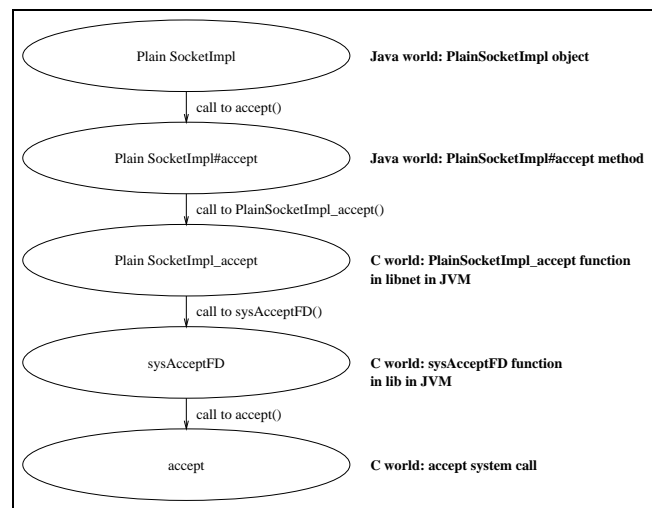 Plain SocketImpl
Java world: PlainSocketImpl object
call to accept()
Plain SocketImpl#accept
Java world: PlainSocketImpl#accept method
call to PlainSocketImpl_accept()
Plain SocketImpl_accept
C world: PlainSocketImpl_accept function
in libnet in JVM
call to sysAcceptFD()
sysAcceptFD
C world: sysAcceptFD function
in lib in JVM
call to accept()
accept
C world: accept system call